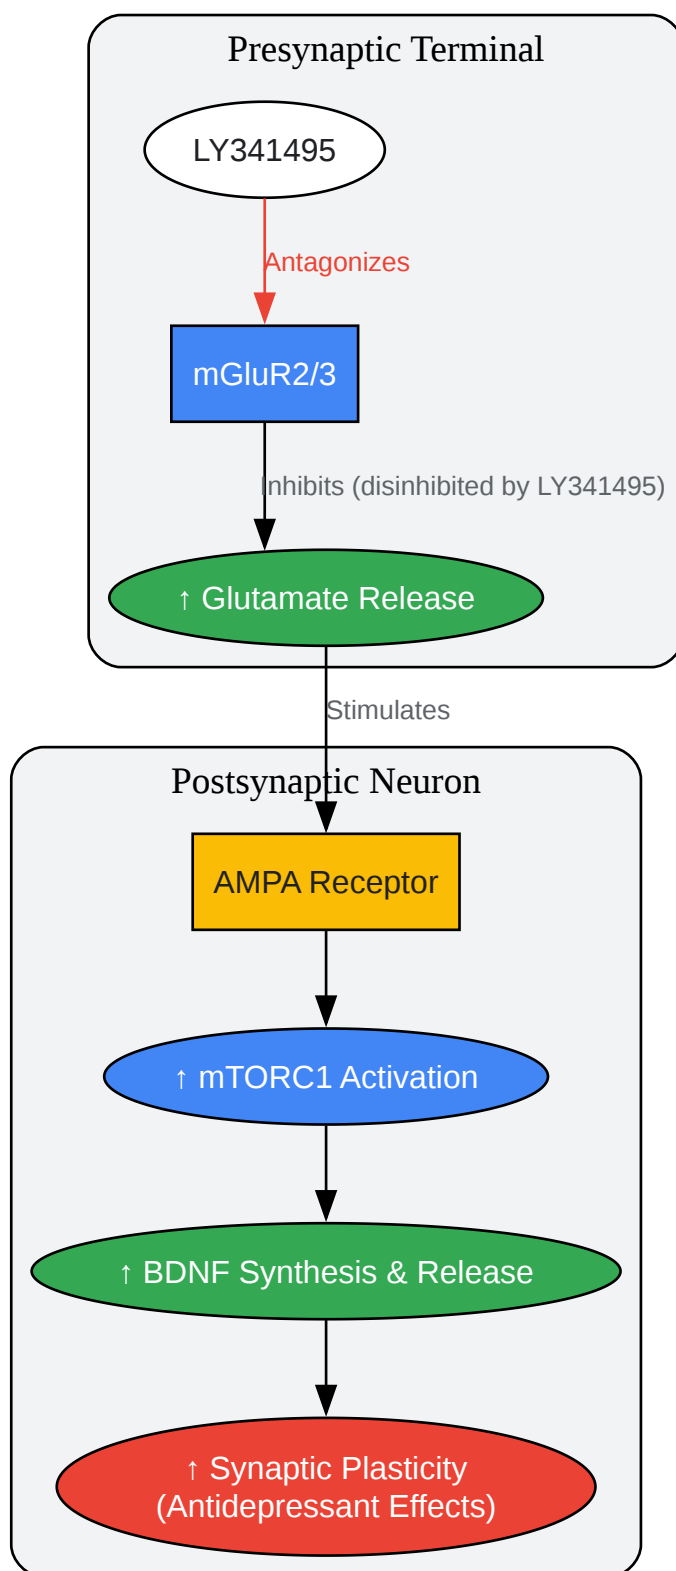 Presynaptic Terminal
LY341495
Antagonizes
mGluR2/3
Inhibits (disinhibited by LY341495)
↑ Glutamate Release
Stimulates
Postsynaptic Neuron
AMPA Receptor
↑ mTORC1 Activation
↑ BDNF Synthesis & Release
↑ Synaptic Plasticity
(Antidepressant Effects)